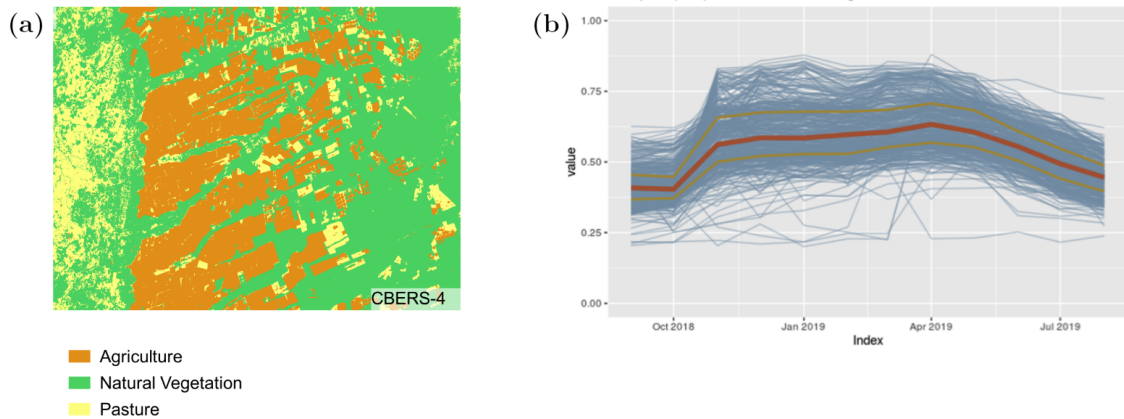 (a)
CBERS-4
Agriculture
Natural Vegetation
Pasture
(b)
1.00
0.75
0.50
0.25
0.00
value
Oct 2018 Jan 2019 Apr 2019 Jul 2019
Index